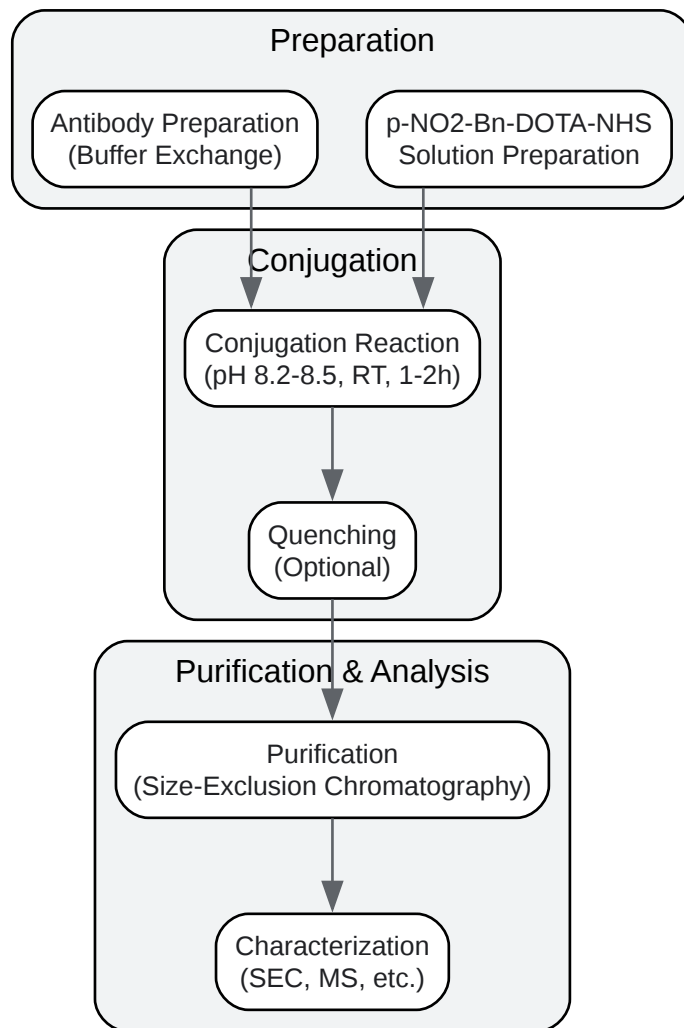 Preparation
Antibody Preparation
(Buffer Exchange)
p-NO2-Bn-DOTA-NHS
Solution Preparation
Conjugation
Conjugation Reaction
(pH 8.2-8.5, RT, 1-2h)
Quenching
(Optional)
Purification & Analysis
Purification
(Size-Exclusion Chromatography)
Characterization
(SEC, MS, etc.)